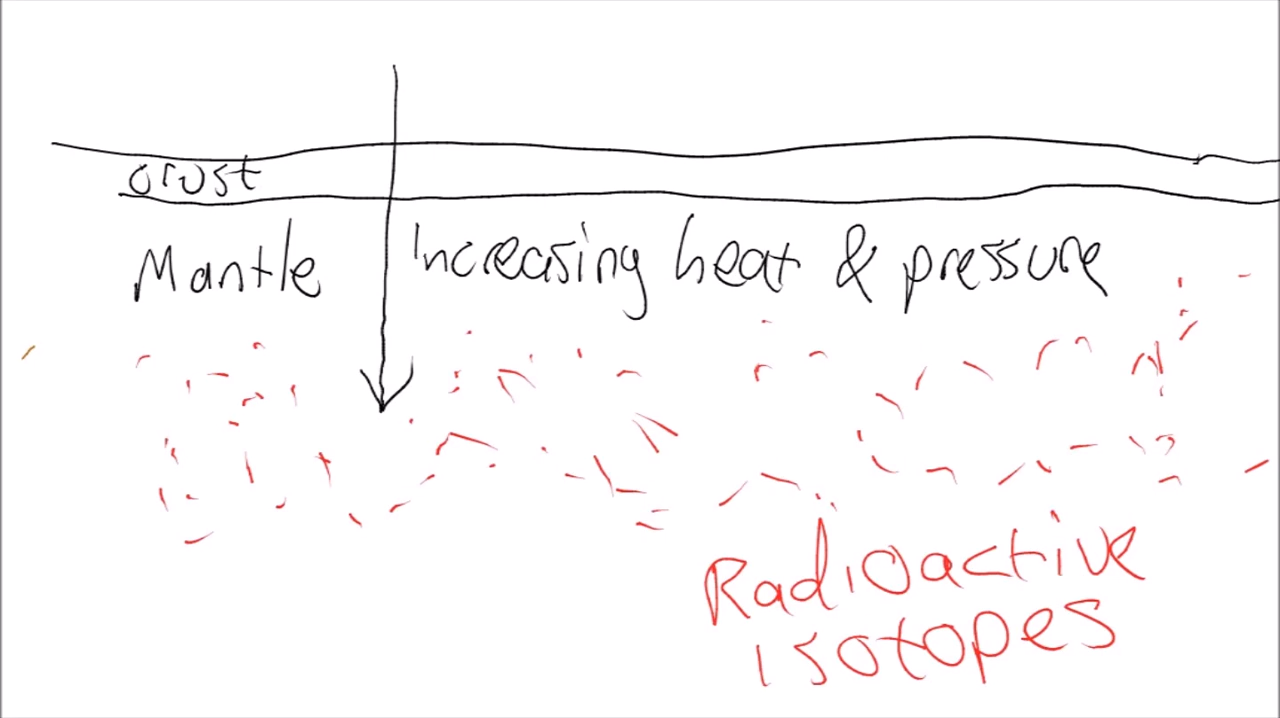 crust
Mantle
Increasing heat & pressure
Radioactive
isotopes